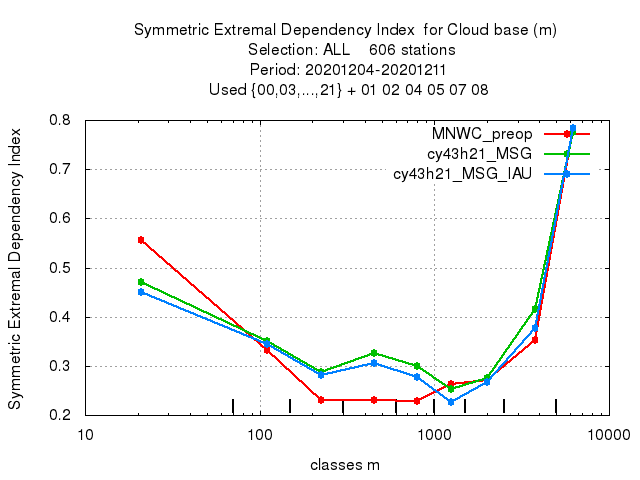 Symmetric Extremal Dependency Index  for Cloud base (m)
Selection: ALL    606 stations
Period: 20201204-20201211
Used {00,03,...,21} + 01 02 04 05 07 08
Symmetric Extremal Dependency Index
0.8
0.7
0.6
0.5
0.4
0.3
0.2
MNWC_preop
cy43h21_MSG
cy43h21_MSG_IAU
10
100
1000
10000
classes m